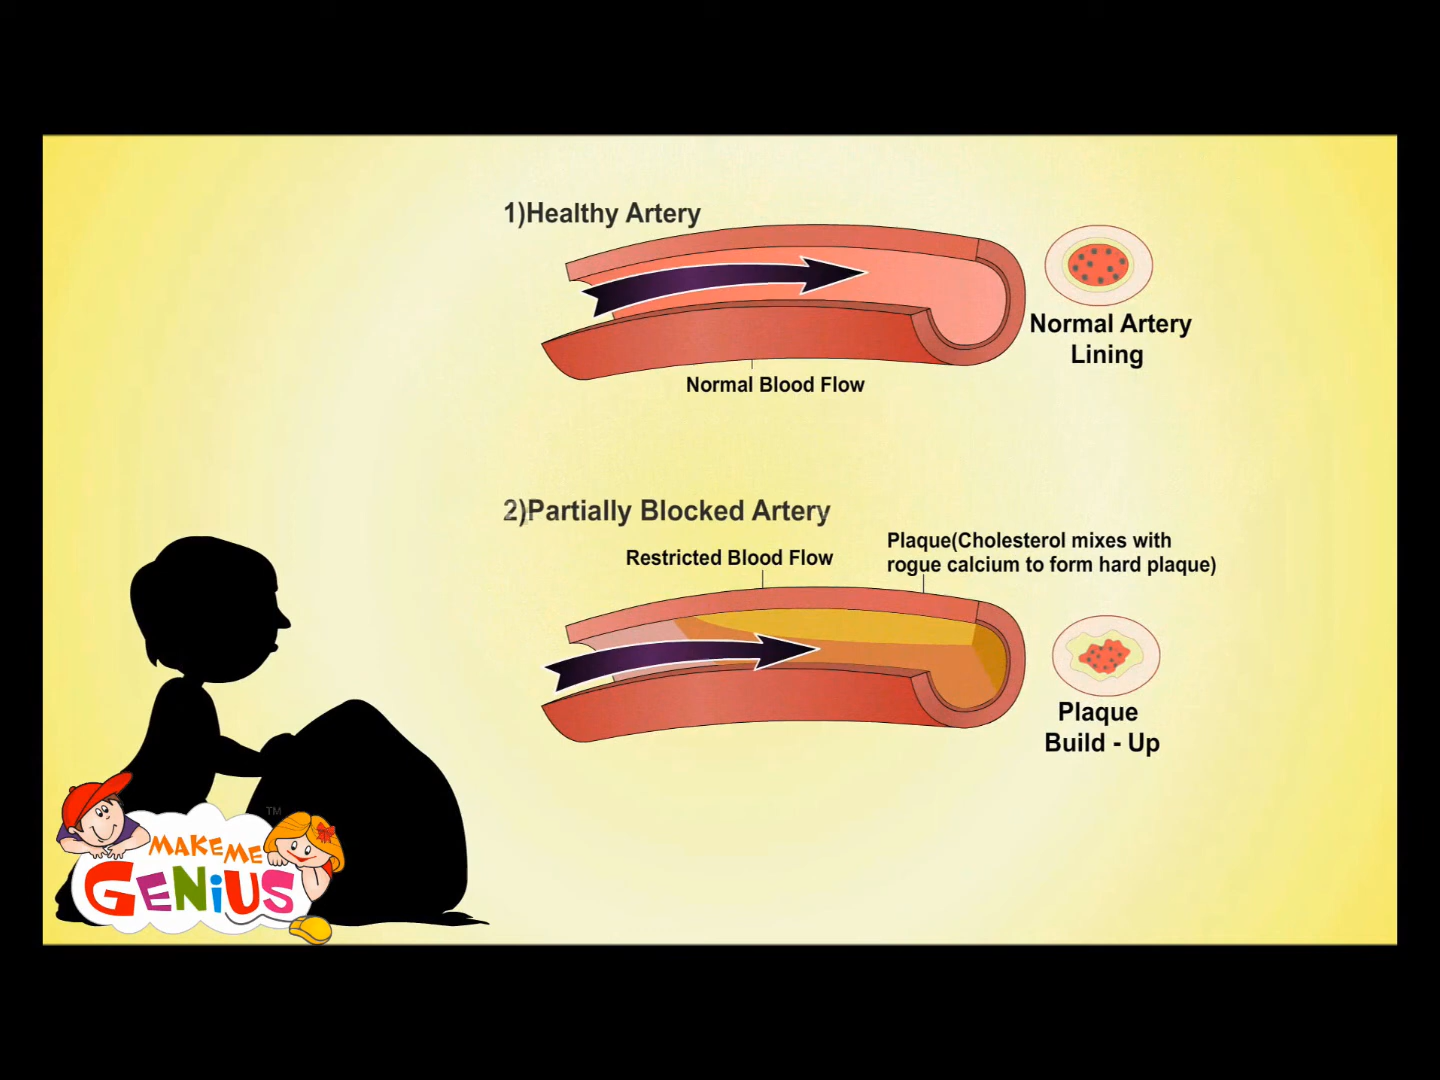 1)Healthy Artery
Normal Artery
Lining
Normal Blood Flow
2)Partially Blocked Artery
Restricted Blood Flow
Plaque(Cholesterol mixes with
rogue calcium to form hard plaque)
Plaque
Build - Up
TM
MAKE ME
GENiUS